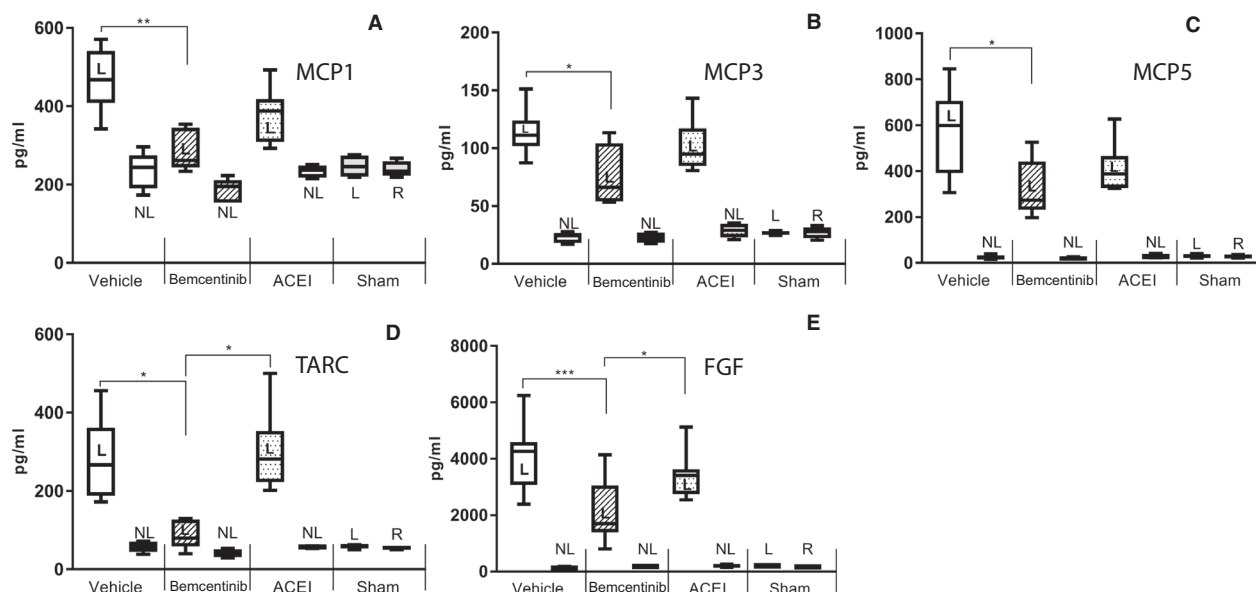 A
MCP1
pg/ml
600
400
200
0
**
L
NL
L
NL
L
NL
L
R
Vehicle Bemcentinib ACEI Sham
B
MCP3
pg/ml
200
150
100
50
0
*
L
NL
L
NL
L
NL
L
R
Vehicle Bemcentinib ACEI Sham
C
MCP5
pg/ml
1000
800
600
400
200
0
*
L
NL
L
NL
L
NL
L
R
Vehicle Bemcentinib ACEI Sham
D
TARC
pg/ml
600
400
200
0
*
*
L
NL
L
NL
L
NL
L
R
Vehicle Bemcentinib ACEI Sham
E
FGF
pg/ml
8000
6000
4000
2000
0
***
*
L
NL
L
NL
L
NL
L
R
Vehicle Bemcentinib ACEI Sham